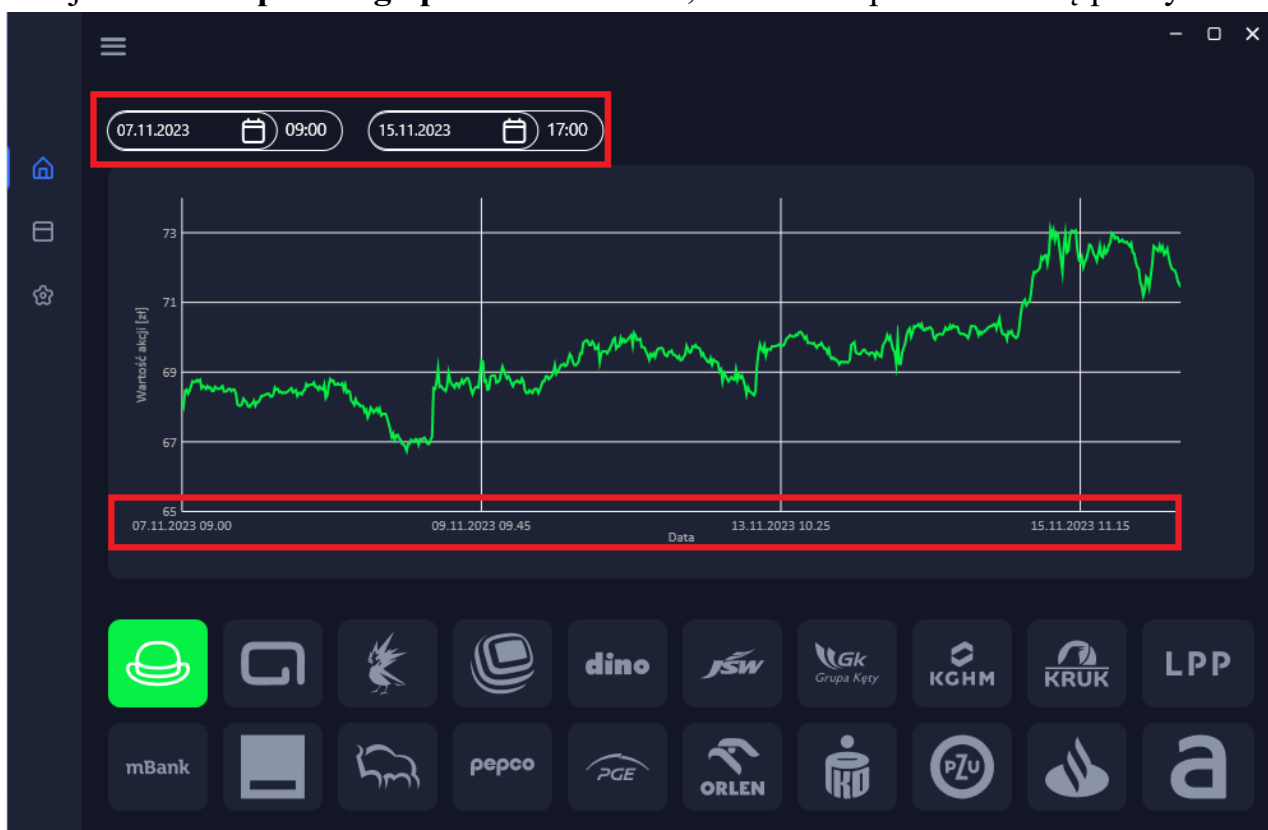 07.11.2023 09:00 15.11.2023 17:00
73
71
69
67
65
Wartość akcji [zł]
07.11.2023 09.00 09.11.2023 09.45 13.11.2023 10.25 15.11.2023 11.15
Data
dino JSW Gk Grupa Kęty KGHM KRUK LPP
mBank pepco PGE ORLEN PKO PZU a